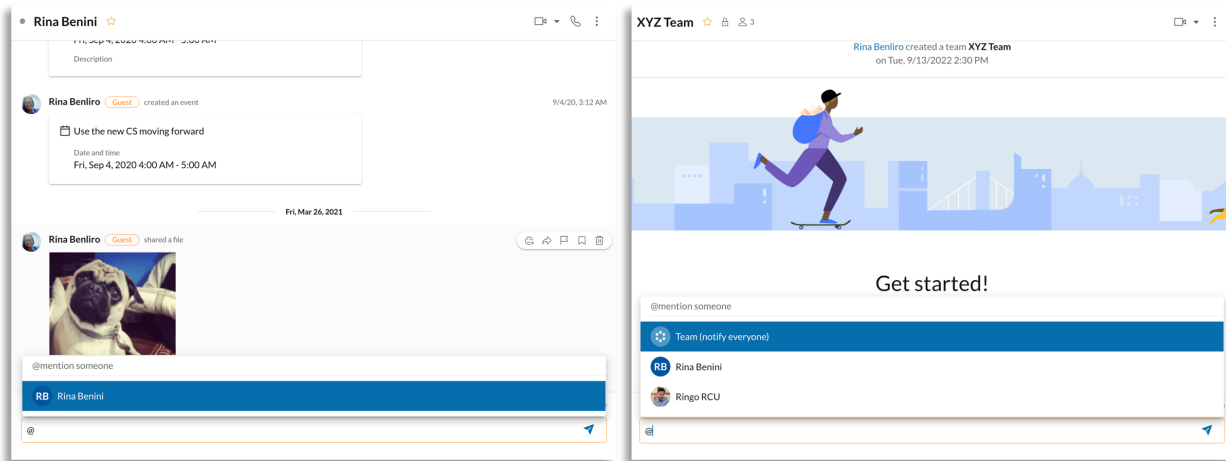 Rina Benini
Fri, Sep 4, 2020 4:00 AM - 5:00 AM
Description
Rina Benliro Guest created an event 9/4/20, 3:12 AM
Use the new CS moving forward
Date and time
Fri, Sep 4, 2020 4:00 AM - 5:00 AM
Fri, Mar 26, 2021
Rina Benliro Guest shared a file
@mention someone
RB Rina Benini
@
XYZ Team 3
Rina Benliro created a team XYZ Team
on Tue, 9/13/2022 2:30 PM
Get started!
@mention someone
Team (notify everyone)
RB Rina Benini
Ringo RCU
@